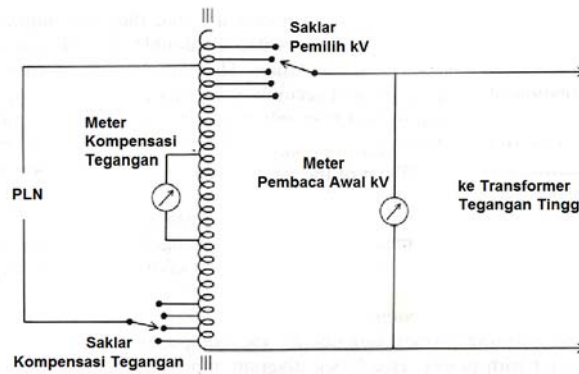 Saklar
Pemilih kV
Meter
Kompensasi
Tegangan
Meter
Pembaca Awal kV
ke Transformer
Tegangan Tingg
PLN
Saklar
Kompensasi Tegangan